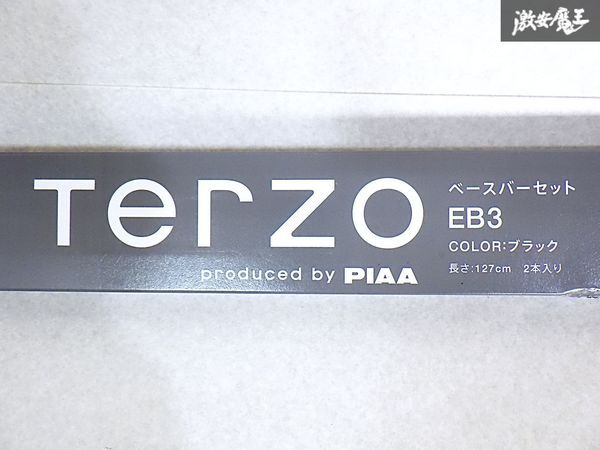 激安魔王
Terzo
produced by PIAA
ベースバーセット
EB3
COLOR:ブラック
長さ:127cm 2本入り